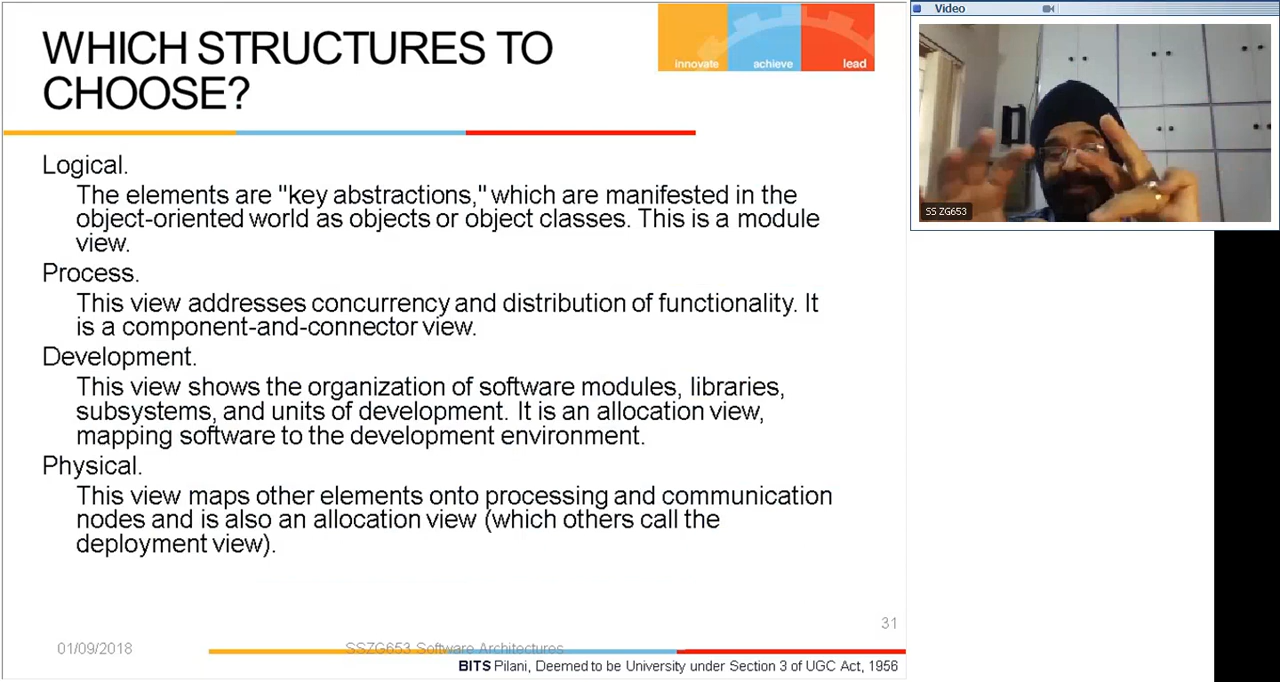 WHICH STRUCTURES TO
CHOOSE?
innovate achieve lead
Logical.
The elements are "key abstractions," which are manifested in the
object-oriented world as objects or object classes. This is a module
view.
Process.
This view addresses concurrency and distribution of functionality. It
is a component-and-connector view.
Development.
This view shows the organization of software modules, libraries,
subsystems, and units of development. It is an allocation view,
mapping software to the development environment.
Physical.
This view maps other elements onto processing and communication
nodes and is also an allocation view (which others call the
deployment view).
31
01/09/2018
SSZG653 Software Architectures
BITS Pilani, Deemed to be University under Section 3 of UGC Act, 1956
Video
SS ZG653